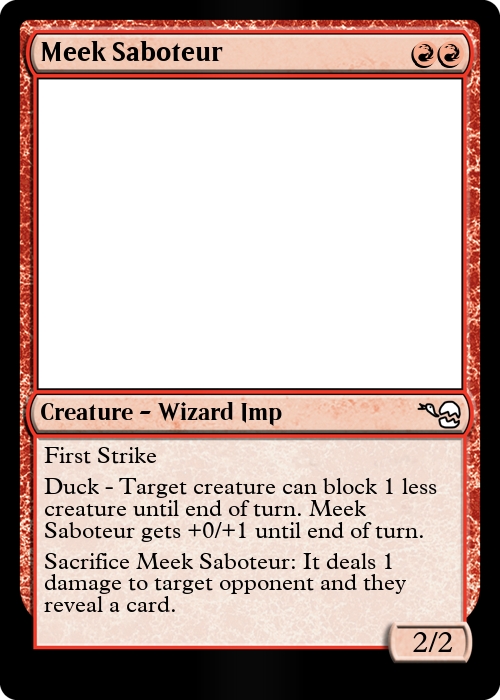 Meek Saboteur
Creature – Wizard Imp
First Strike
Duck - Target creature can block 1 less
creature until end of turn. Meek
Saboteur gets +0/+1 until end of turn.
Sacrifice Meek Saboteur: It deals 1
damage to target opponent and they
reveal a card.
2/2